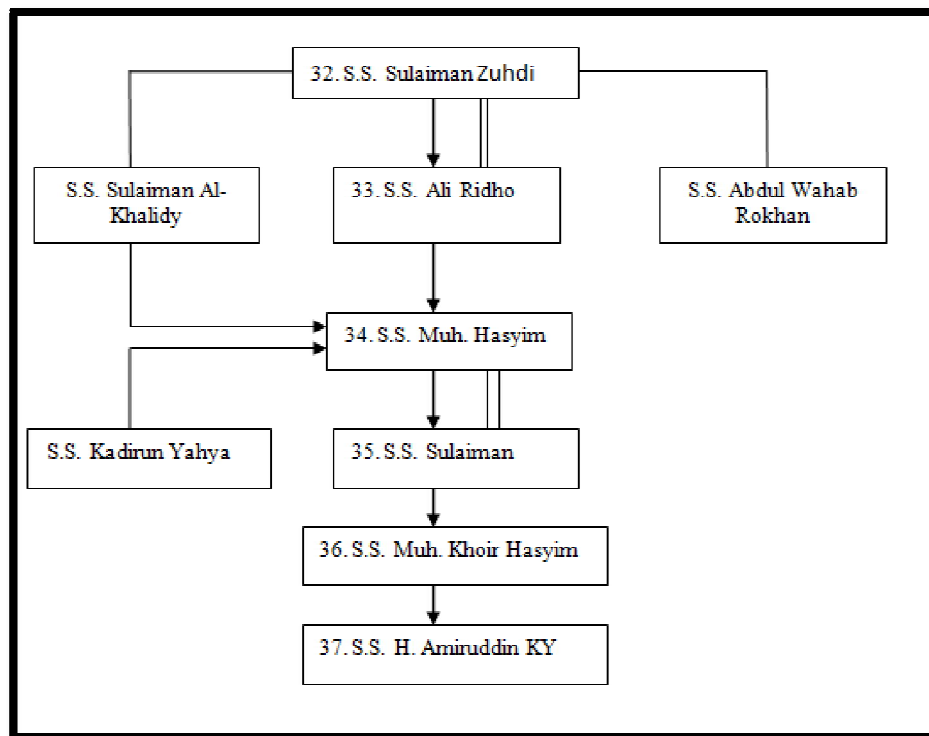 32. S.S. Sulaiman Zuhdi
S.S. Sulaiman Al-
Khalidy
33. S.S. Ali Ridho
S.S. Abdul Wahab
Rokhan
34. S.S. Muh. Hasyim
S.S. Kadirun Yahya
35. S.S. Sulaiman
36. S.S. Muh. Khoir Hasyim
37. S.S. H. Amiruddin KY